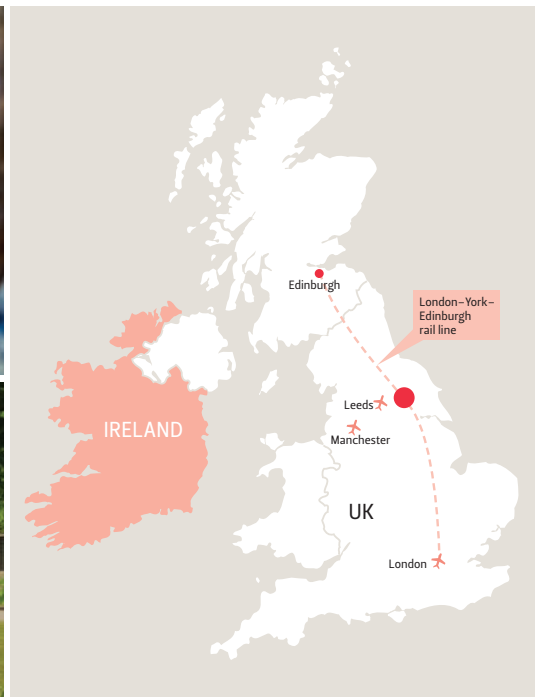 Edinburgh
London–York–
Edinburgh
rail line
Leeds
IRELAND
Manchester
UK
London